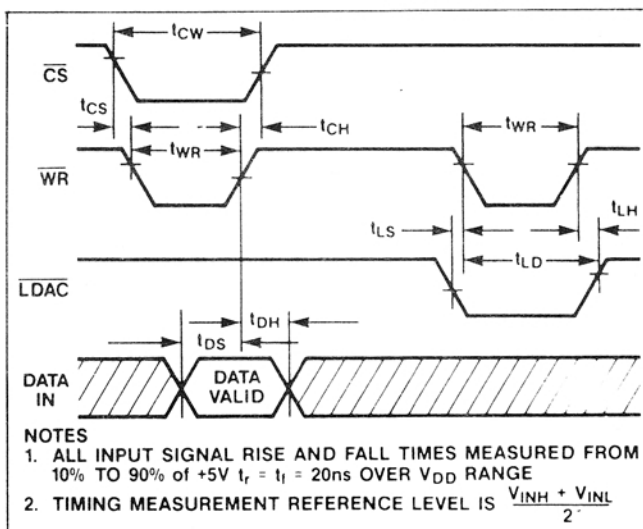 tCW
CS
tCS
tCH
tWR
tWR
WR
tLS
tLH
tLD
LDAC
tDH
tDS
DATA IN
DATA VALID
NOTES
1. ALL INPUT SIGNAL RISE AND FALL TIMES MEASURED FROM
10% TO 90% of +5V tr = tf = 20ns OVER VDD RANGE
2. TIMING MEASUREMENT REFERENCE LEVEL IS VINH + VINL
2